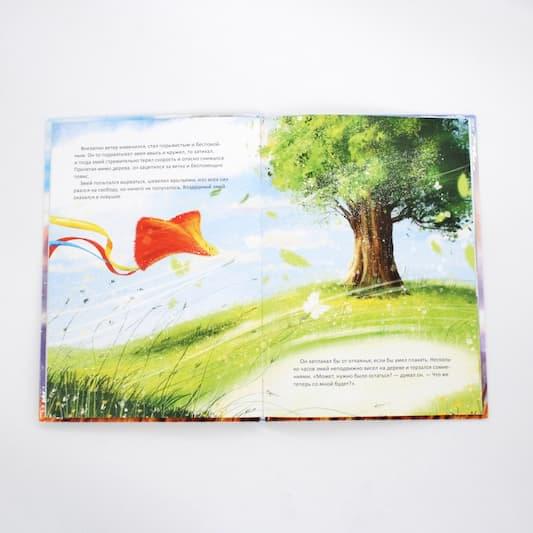 Внезапно ветер изменился, стал порывистым и беспокой-
ным. Он то подхватывал змея ввысь и кружил, то затихал,
и тогда змей стремительно терял скорость и опасно снижался.
Пролетая мимо дерева, он зацепился за ветки и беспомощно
повис.
Змей попытался вырваться, шевелил крыльями, изо всех сил
рвался на свободу, но ничего не получалось. Воздушный змей
оказался в ловушке.
Он заплакал бы от отчаянья, если бы умел плакать. Несколь-
ко часов змей неподвижно висел на дереве и терзался сомне-
ниями. «Может, нужно было остаться? — думал он. — Что же
теперь со мной будет?».